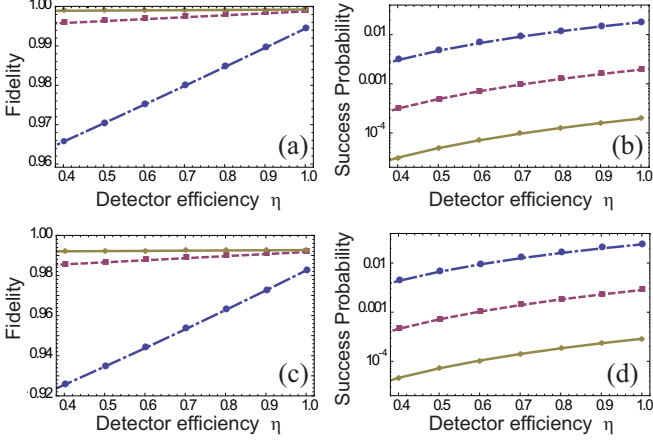 1.00
0.99
0.98
0.97
0.96
Fidelity
(a)
0.4 0.5 0.6 0.7 0.8 0.9 1.0
Detector efficiency η
0.01
0.001
10⁻⁴
Success Probability
(b)
0.4 0.5 0.6 0.7 0.8 0.9 1.0
Detector efficiency η
1.00
0.98
0.96
0.94
0.92
Fidelity
(c)
0.4 0.5 0.6 0.7 0.8 0.9 1.0
Detector efficiency η
0.01
0.001
10⁻⁴
Success Probability
(d)
0.4 0.5 0.6 0.7 0.8 0.9 1.0
Detector efficiency η